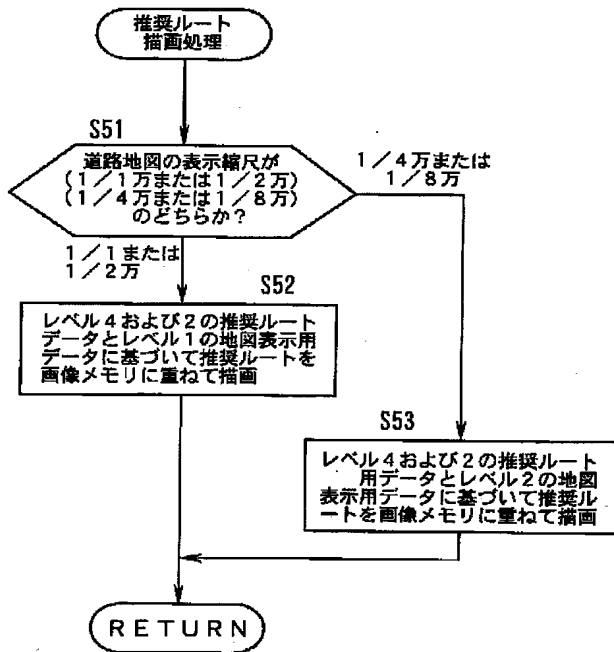 推奨ルート
描画処理
S51
道路地図の表示縮尺が
(1/1万または1/2万)
(1/4万または1/8万)
のどちらか?
1/4万または
1/8万
1/1または
1/2万
S52
レベル4および2の推奨ルート
データとレベル1の地図表示用
データに基づいて推奨ルートを
画像メモリに重ねて描画
S53
レベル4および2の推奨ルート
用データとレベル2の地図
表示用データに基づいて推奨ル
ートを画像メモリに重ねて描画
RETURN